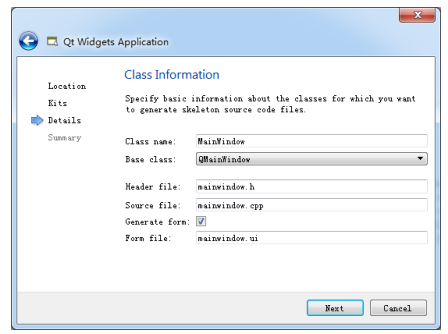 Qt Widgets Application
Location
Kits
Details
Summary
Class Information
Specify basic information about the classes for which you want
to generate skeleton source code files.
Class name: MainWindow
Base class: QMainWindow
Header file: mainwindow.h
Source file: mainwindow.cpp
Generate form:
Form file: mainwindow.ui
Next Cancel